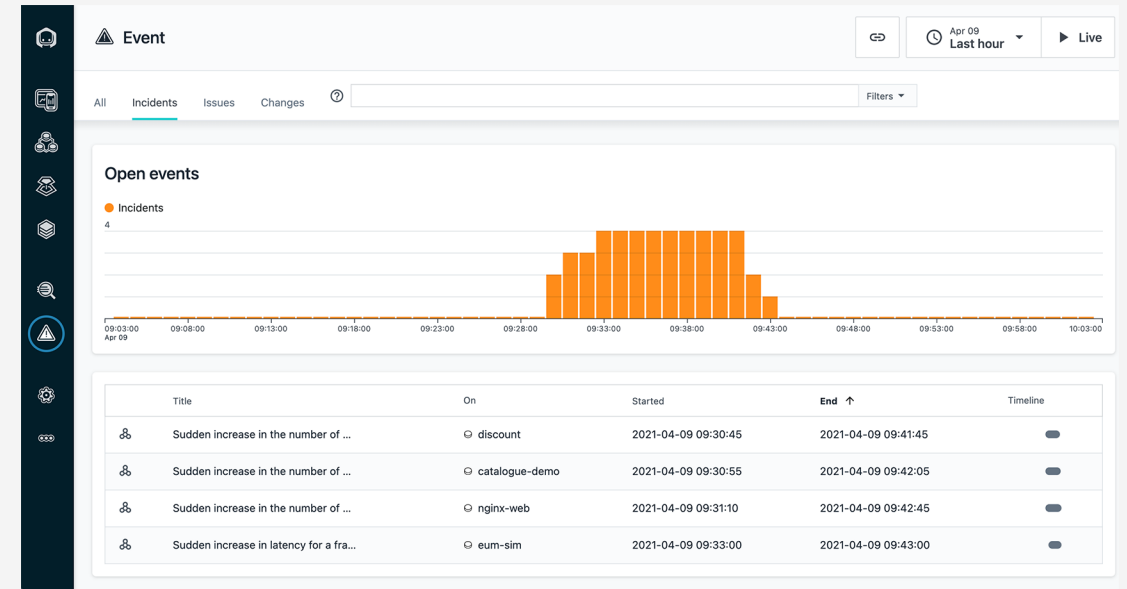 Event
Apr 09
Last hour
Live
All Incidents Issues Changes
Filters
Open events
Incidents
4
09:03:00 09:08:00 09:13:00 09:18:00 09:23:00 09:28:00 09:33:00 09:38:00 09:43:00 09:48:00 09:53:00 09:58:00 10:03:00
Apr 09
Title On Started End Timeline
Sudden increase in the number of ... discount 2021-04-09 09:30:45 2021-04-09 09:41:45
Sudden increase in the number of ... catalogue-demo 2021-04-09 09:30:55 2021-04-09 09:42:05
Sudden increase in the number of ... nginx-web 2021-04-09 09:31:10 2021-04-09 09:42:45
Sudden increase in latency for a fra... eum-sim 2021-04-09 09:33:00 2021-04-09 09:43:00